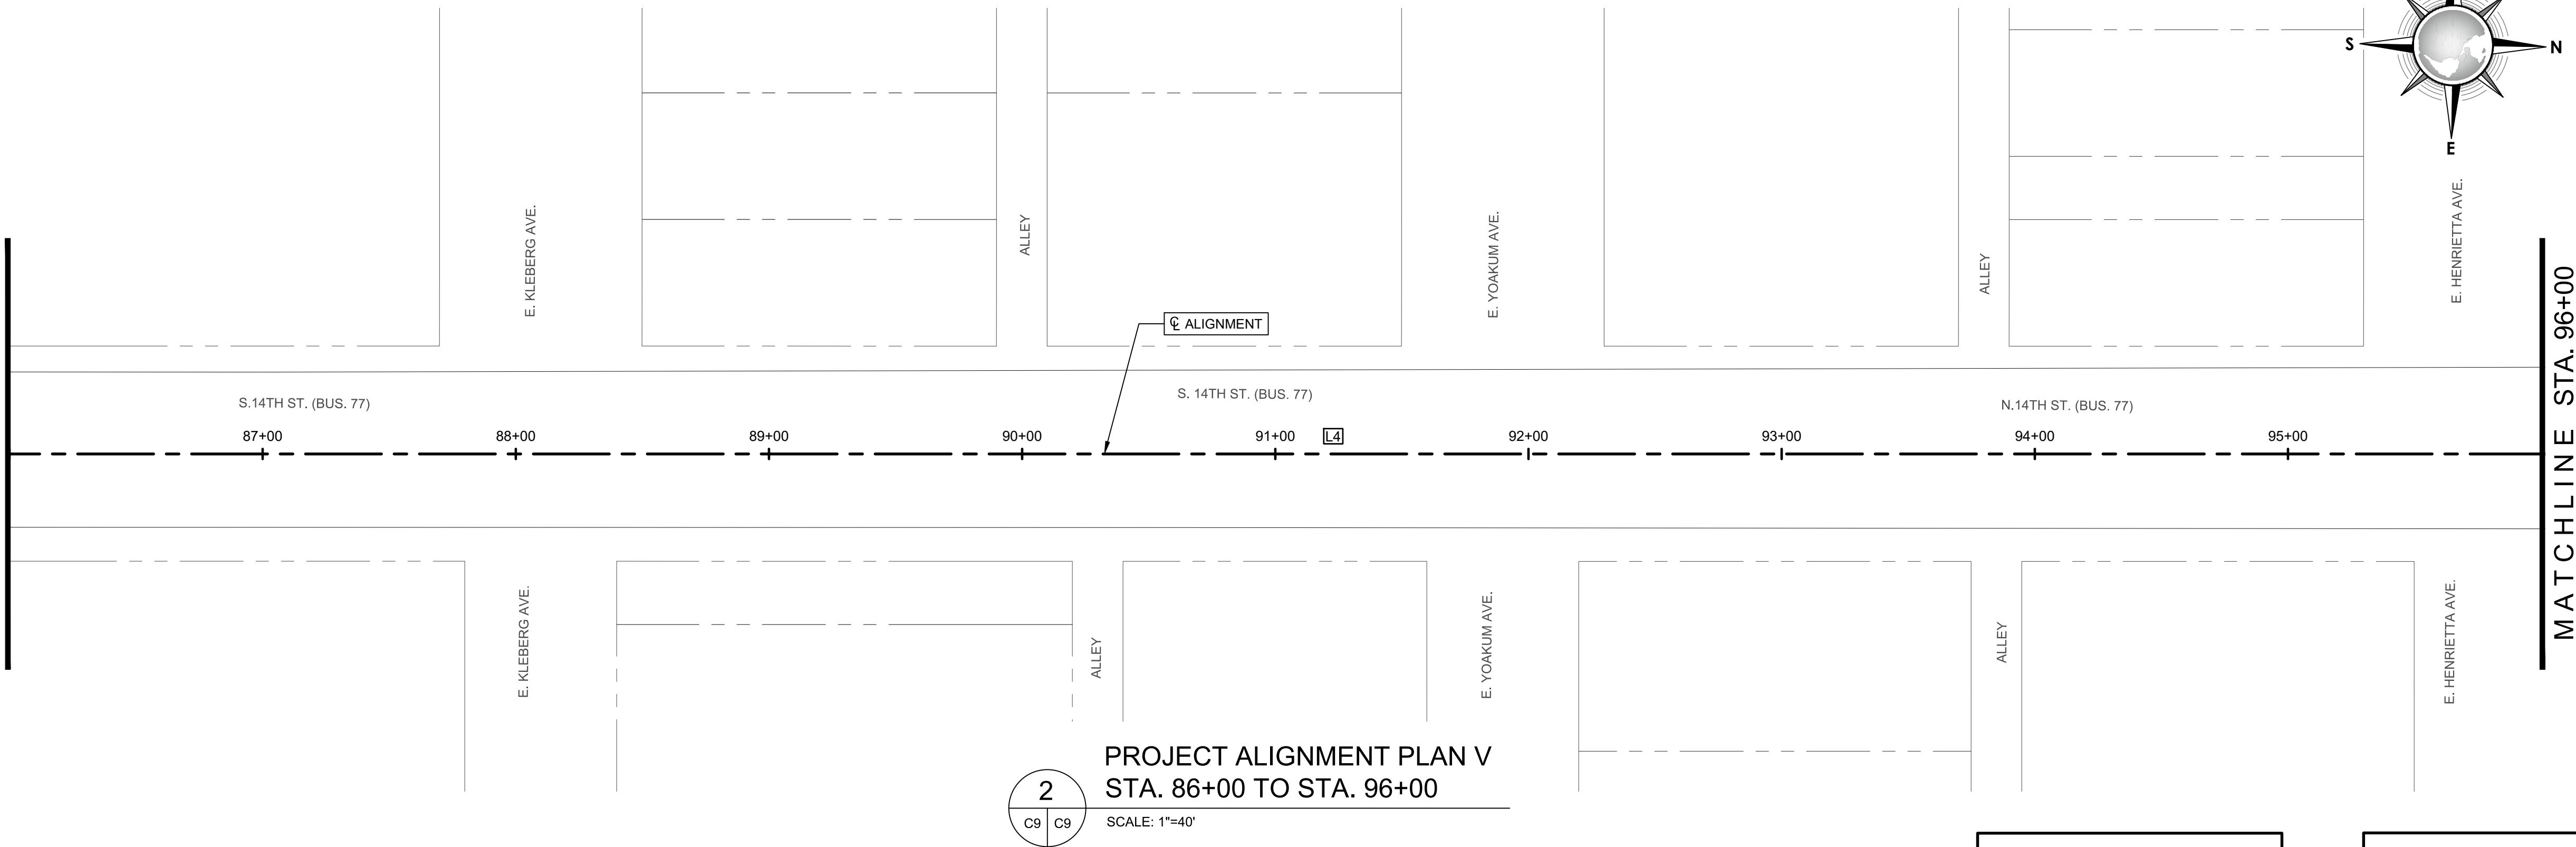 S
N
E
E. KLEBERG AVE.
ALLEY
E. YOAKUM AVE.
ALLEY
E. HENRIETTA AVE.
℄ ALIGNMENT
S.14TH ST. (BUS. 77)
S. 14TH ST. (BUS. 77)
N.14TH ST. (BUS. 77)
87+00
88+00
89+00
90+00
91+00
L4
92+00
93+00
94+00
95+00
MATCHLINE STA. 96+00
E. KLEBERG AVE.
ALLEY
E. YOAKUM AVE.
ALLEY
E. HENRIETTA AVE.
2
C9 C9
PROJECT ALIGNMENT PLAN V
STA. 86+00 TO STA. 96+00
SCALE: 1"=40'